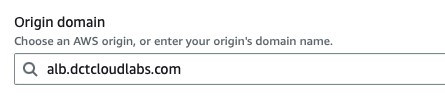 Origin domain
Choose an AWS origin, or enter your origin's domain name.
alb.dctcloudlabs.com